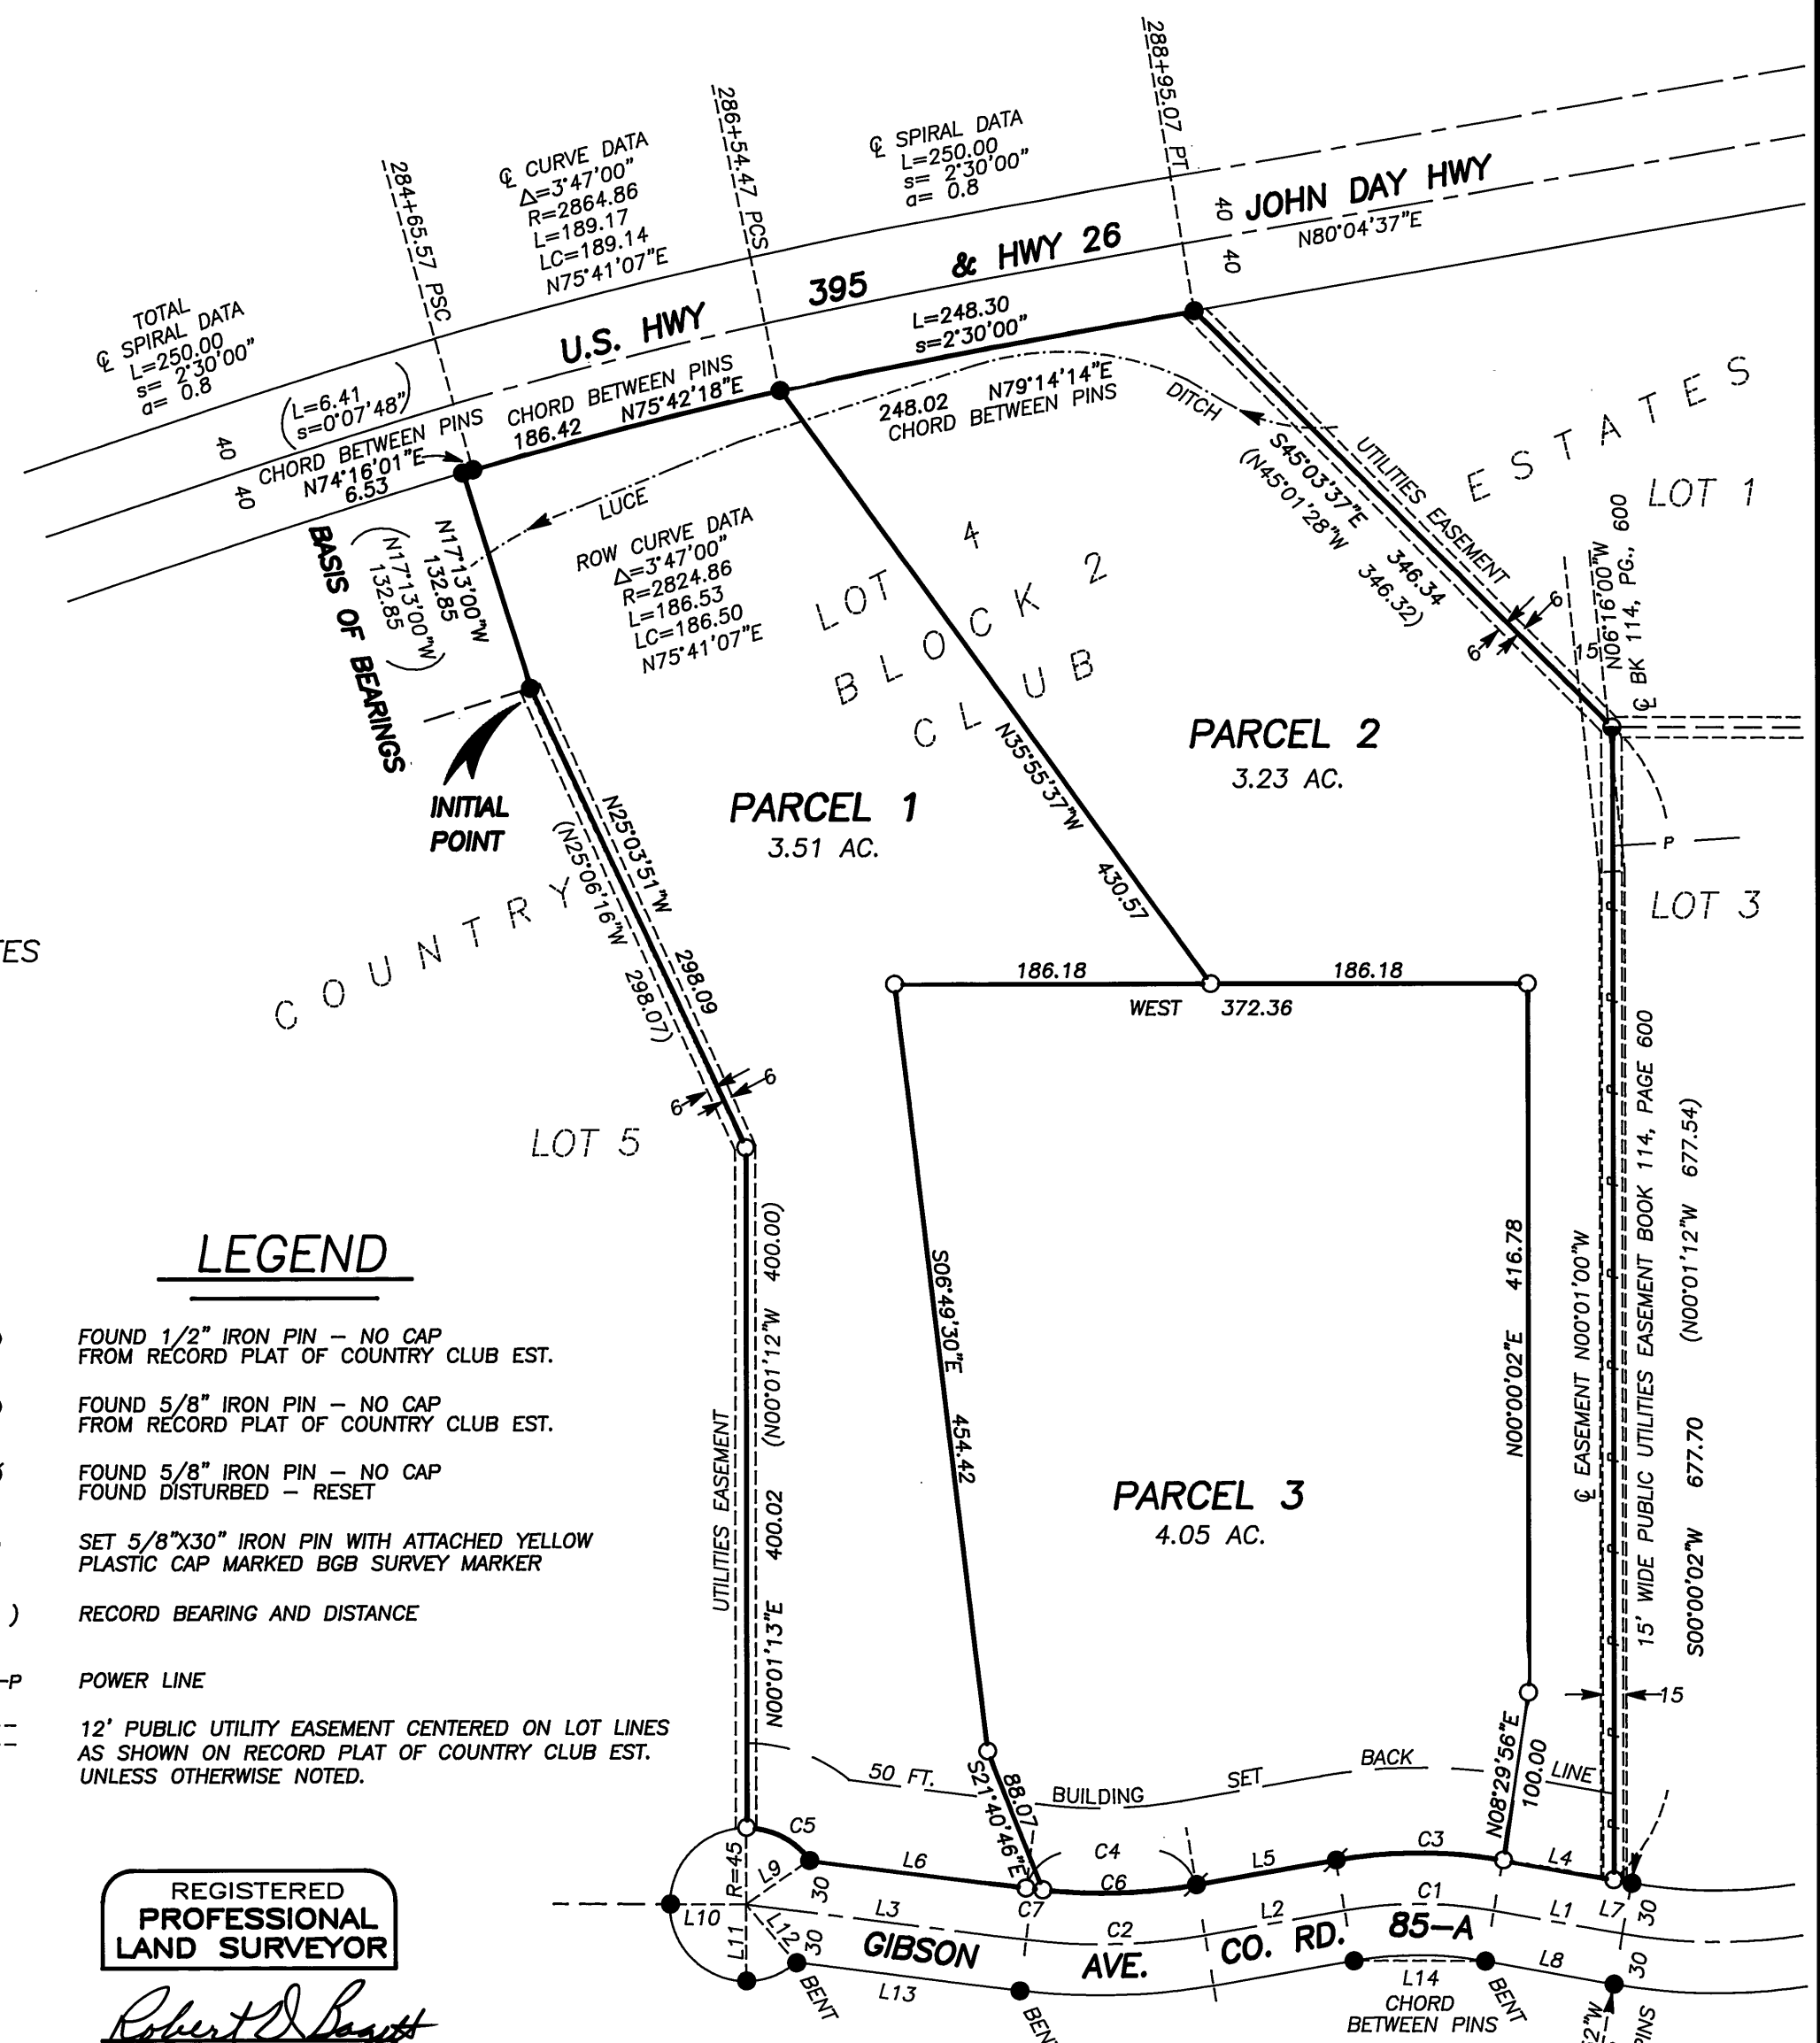 284+65.57 PSC
286+54.47 PCS
288+95.07 PT
TOTAL
℄ SPIRAL DATA
L=250.00
s= 2°30'00"
a= 0.8
℄ CURVE DATA
Δ=3°47'00"
R=2864.86
L=189.17
LC=189.14
N75°41'07"E
℄ SPIRAL DATA
L=250.00
s= 2°30'00"
a= 0.8
U.S. HWY 395 & HWY 26 JOHN DAY HWY
N80°04'37"E
40
40
40
40
(L=6.41
s=0°07'48")
CHORD BETWEEN PINS
N74°16'01"E
6.53
CHORD BETWEEN PINS
186.42 N75°42'18"E
L=248.30
s=2°30'00"
248.02 N79°14'14"E
CHORD BETWEEN PINS
LUCE DITCH
ROW CURVE DATA
Δ=3°47'00"
R=2824.86
L=186.53
LC=186.50
N75°41'07"E
BASIS OF BEARINGS
N17°13'00"W
132.85
(N17°13'00"W
132.85)
INITIAL
POINT
LOT 4
BLOCK 2
COUNTRY CLUB ESTATES
S45°03'37"E 346.34
(N45°01'28"W 346.32)
UTILITIES EASEMENT
6
6
15
N06°16'00"W
℄ BK 114, PG., 600
LOT 1
LOT 3
P
PARCEL 1
3.51 AC.
PARCEL 2
3.23 AC.
N35°55'37"W 430.57
N25°03'51"W 298.09
(N25°06'16"W 298.07)
6
6
LOT 5
186.18
186.18
WEST 372.36
S06°49'30"E 454.42
N00°00'02"E 416.78
PARCEL 3
4.05 AC.
UTILITIES EASEMENT
N00°01'13"E 400.02 (N00°01'12"W 400.00)
℄ EASEMENT N00°01'00"W
15' WIDE PUBLIC UTILITIES EASEMENT BOOK 114, PAGE 600
S00°00'02"W 677.70 (N00°01'12"W 677.54)
15
TES
LEGEND
FOUND 1/2" IRON PIN – NO CAP
FROM RECORD PLAT OF COUNTRY CLUB EST.
FOUND 5/8" IRON PIN – NO CAP
FROM RECORD PLAT OF COUNTRY CLUB EST.
FOUND 5/8" IRON PIN – NO CAP
FOUND DISTURBED – RESET
SET 5/8"X30" IRON PIN WITH ATTACHED YELLOW
PLASTIC CAP MARKED BGB SURVEY MARKER
) RECORD BEARING AND DISTANCE
-P POWER LINE
12' PUBLIC UTILITY EASEMENT CENTERED ON LOT LINES
AS SHOWN ON RECORD PLAT OF COUNTRY CLUB EST.
UNLESS OTHERWISE NOTED.
50 FT. BUILDING SET BACK LINE
S21°40'46"E
88.07
N08°29'56"E
100.00
C5
L6
C4
C6
L5
C3
L4
R=45
L9
30
C7
L10
L3
C2
L2
C1
L1
L7
30
L11
L12
30
GIBSON AVE. CO. RD. 85-A
30
BENT
L13
BENT
L14
CHORD
BETWEEN PINS
BENT
L8
2"W
PINS
REGISTERED
PROFESSIONAL
LAND SURVEYOR